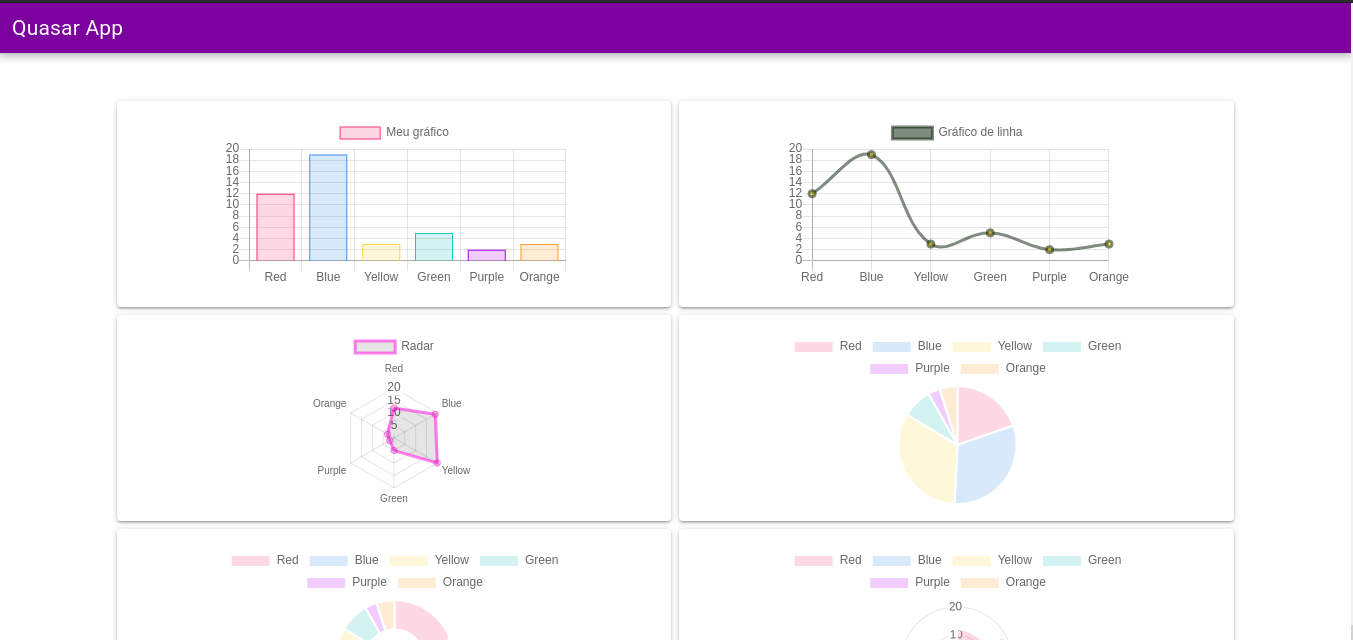 Quasar App
Meu gráfico
20
18
16
14
12
10
8
6
4
2
0
Red Blue Yellow Green Purple Orange
Gráfico de linha
20
18
16
14
12
10
8
6
4
2
0
Red Blue Yellow Green Purple Orange
Radar
Red
20
15
10
5
Orange Blue
Purple Yellow
Green
Red Blue Yellow Green
Purple Orange
Red Blue Yellow Green
Purple Orange
Red Blue Yellow Green
Purple Orange
20